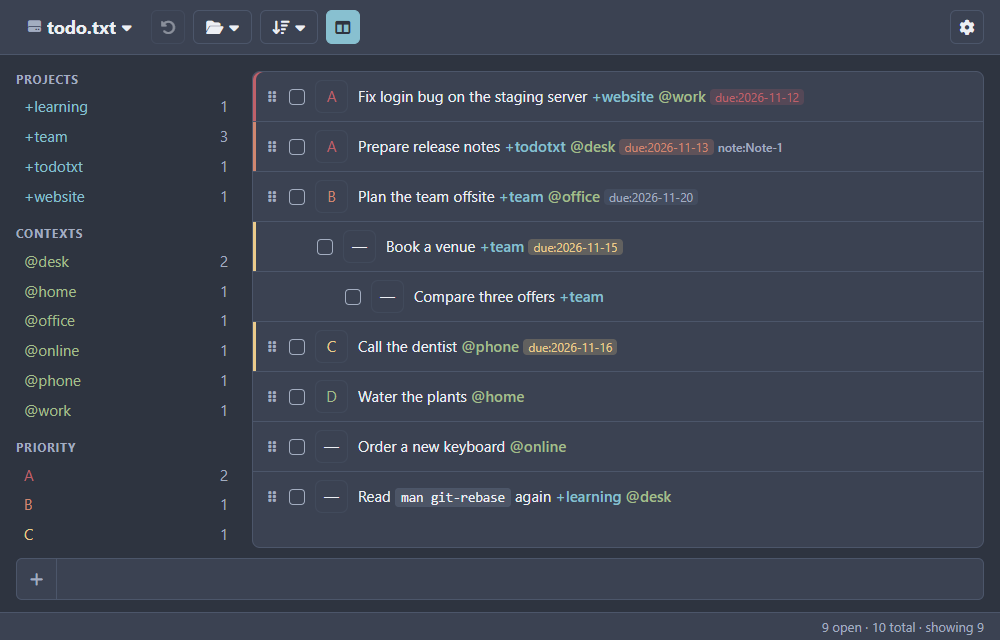 todo.txt
PROJECTS
+learning 1
+team 3
+todotxt 1
+website 1
CONTEXTS
@desk 2
@home 1
@office 1
@online 1
@phone 1
@work 1
PRIORITY
A 2
B 1
C 1
A Fix login bug on the staging server +website @work due:2026-11-12
A Prepare release notes +todotxt @desk due:2026-11-13 note:Note-1
B Plan the team offsite +team @office due:2026-11-20
— Book a venue +team due:2026-11-15
— Compare three offers +team
C Call the dentist @phone due:2026-11-16
D Water the plants @home
— Order a new keyboard @online
— Read man git-rebase again +learning @desk
+
9 open · 10 total · showing 9